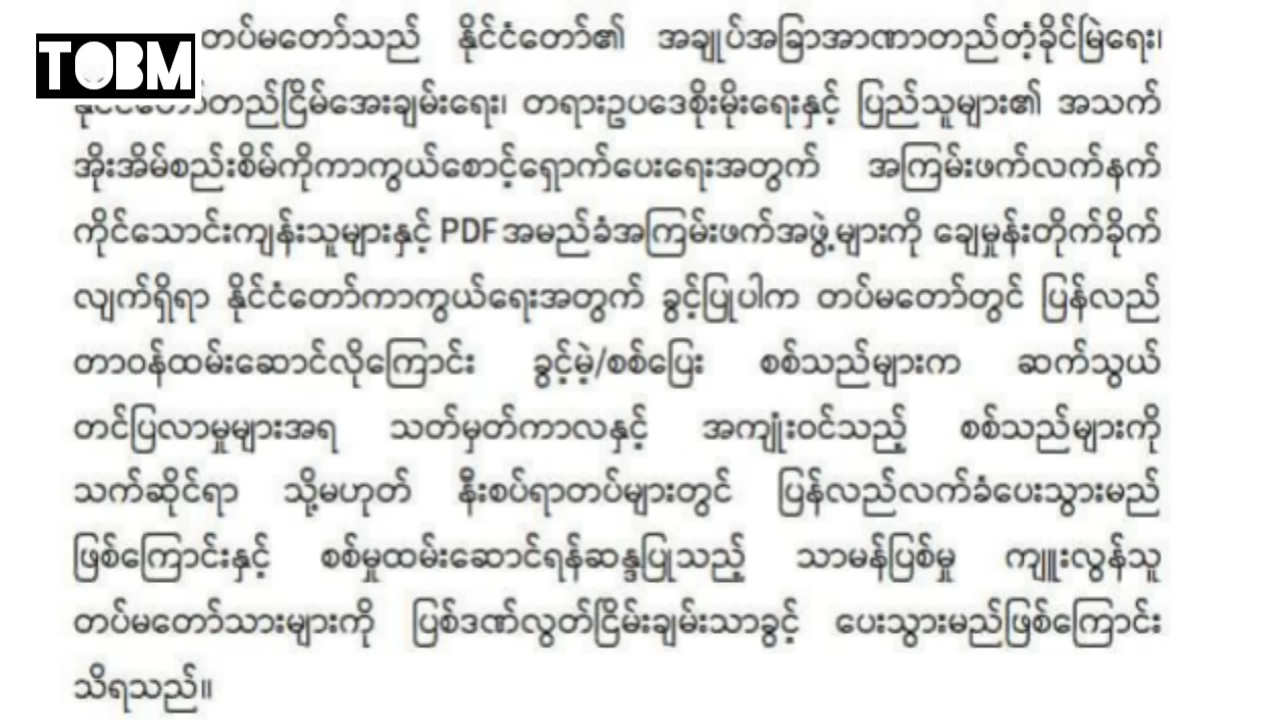 TOBM
တပ်မတော်သည် နိုင်ငံတော်၏ အချုပ်အခြာအာဏာတည်တံ့ခိုင်မြဲရေး၊
နိုင်ငံတော်တည်ငြိမ်အေးချမ်းရေး၊ တရားဥပဒေစိုးမိုးရေးနှင့် ပြည်သူများ၏ အသက်
အိုးအိမ်စည်းစိမ်ကိုကာကွယ်စောင့်ရှောက်ပေးရေးအတွက် အကြမ်းဖက်လက်နက်
ကိုင်သောင်းကျန်းသူများနှင့် PDF အမည်ခံအကြမ်းဖက်အဖွဲ့များကို ချေမှုန်းတိုက်ခိုက်
လျက်ရှိရာ နိုင်ငံတော်ကာကွယ်ရေးအတွက် ခွင့်ပြုပါက တပ်မတော်တွင် ပြန်လည်
တာဝန်ထမ်းဆောင်လိုကြောင်း ခွင့်မဲ့/စစ်ပြေး စစ်သည်များက ဆက်သွယ်
တင်ပြလာမှုများအရ သတ်မှတ်ကာလနှင့် အကျုံးဝင်သည့် စစ်သည်များကို
သက်ဆိုင်ရာ သို့မဟုတ် နီးစပ်ရာတပ်များတွင် ပြန်လည်လက်ခံပေးသွားမည်
ဖြစ်ကြောင်းနှင့် စစ်မှုထမ်းဆောင်ရန်ဆန္ဒပြုသည့် သာမန်ပြစ်မှု ကျူးလွန်သူ
တပ်မတော်သားများကို ပြစ်ဒဏ်လွတ်ငြိမ်းချမ်းသာခွင့် ပေးသွားမည်ဖြစ်ကြောင်း
သိရသည်။